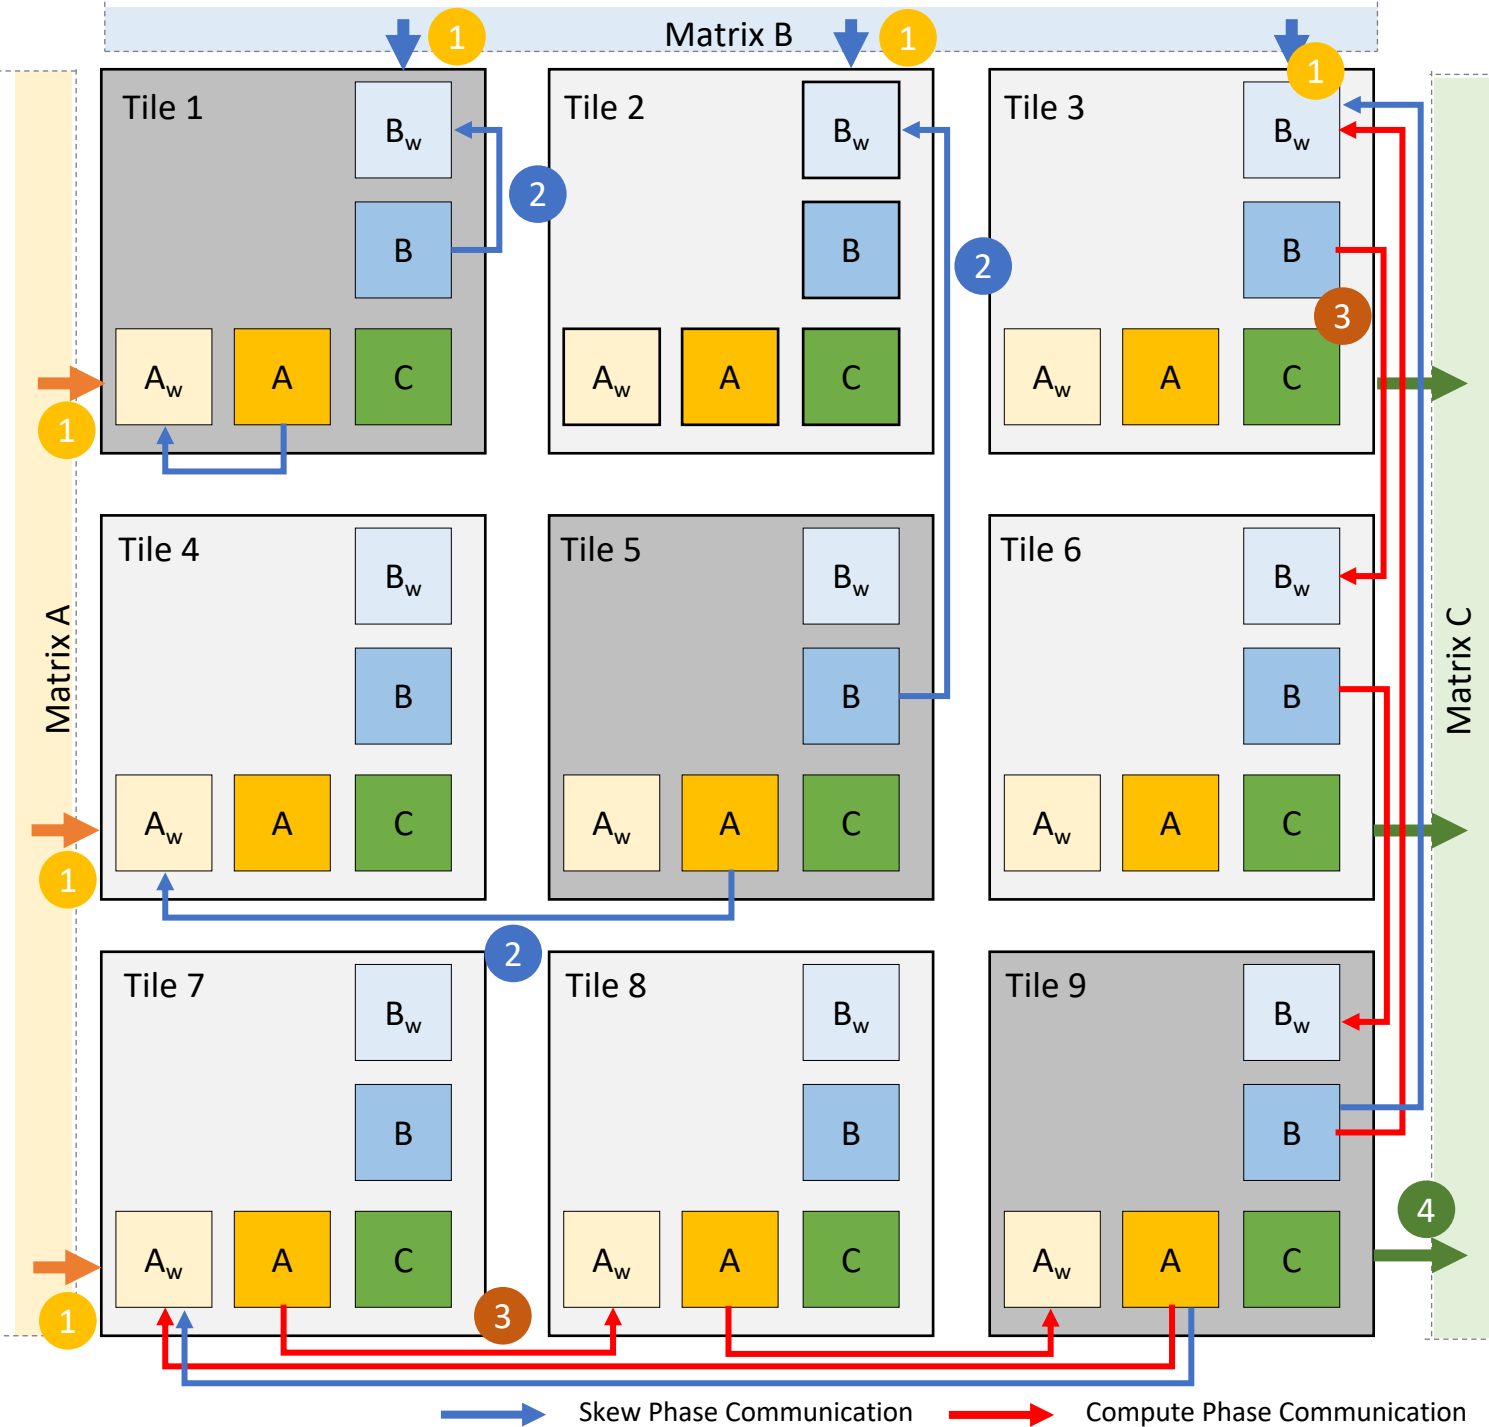 Matrix B
1
1
1
Tile 1
Tile 2
Tile 3
Bw
Bw
Bw
2
B
B
2
B
3
Aw
A
C
Aw
A
C
Aw
A
C
1
Tile 4
Tile 5
Tile 6
Bw
Bw
Bw
Matrix A
Matrix C
B
B
B
Aw
A
C
Aw
A
C
Aw
A
C
1
2
Tile 7
Tile 8
Tile 9
Bw
Bw
Bw
B
B
B
4
Aw
A
C
Aw
A
C
Aw
A
C
1
3
Skew Phase Communication
Compute Phase Communication